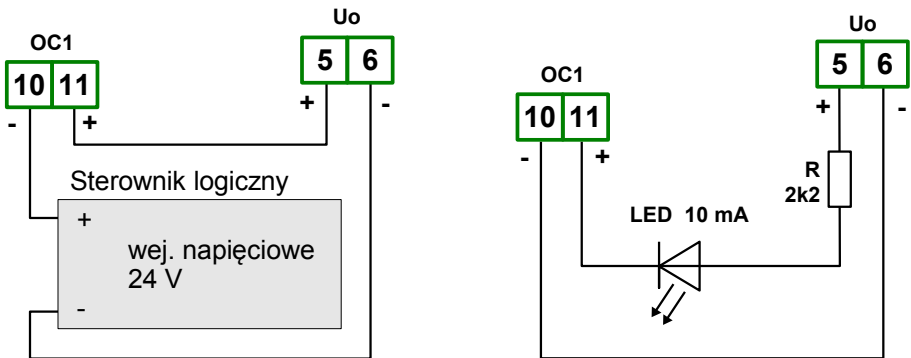 OC1
Uo
10 11
5 6
- +
+ -
Sterownik logiczny
+
wej. napięciowe
24 V
-
OC1
Uo
10 11
5 6
- +
+ -
R
2k2
LED 10 mA